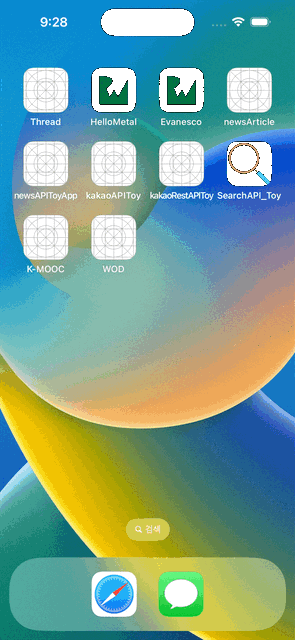 9:28
Thread HelloMetal Evanesco newsArticle
newsAPIToyApp kakaoAPIToy kakaoRestAPIToy SearchAPI_Toy
K-MOOC WOD
검색